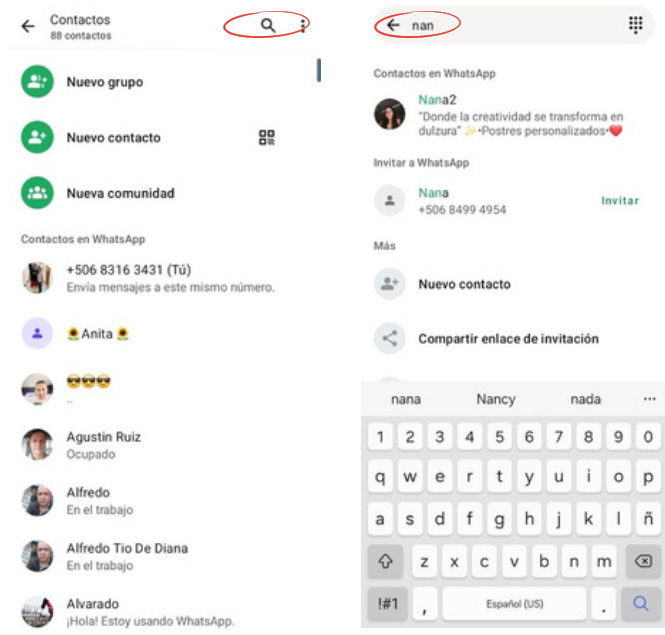 Contactos
88 contactos
Nuevo grupo
Nuevo contacto
Nueva comunidad
Contactos en WhatsApp
+506 8316 3431 (Tú)
Envía mensajes a este mismo número.
🌻Anita🌻
😎😎😎
..
Agustin Ruiz
Ocupado
Alfredo
En el trabajo
Alfredo Tio De Diana
En el trabajo
Alvarado
¡Hola! Estoy usando WhatsApp.
nan
Contactos en WhatsApp
Nana2
"Donde la creatividad se transforma en
dulzura" ✨•Postres personalizados•❤️
Invitar a WhatsApp
Nana
+506 8499 4954
Invitar
Más
Nuevo contacto
Compartir enlace de invitación
nana Nancy nada ...
1 2 3 4 5 6 7 8 9 0
q w e r t y u i o p
a s d f g h j k l ñ
z x c v b n m
!#1 , Español (US) .